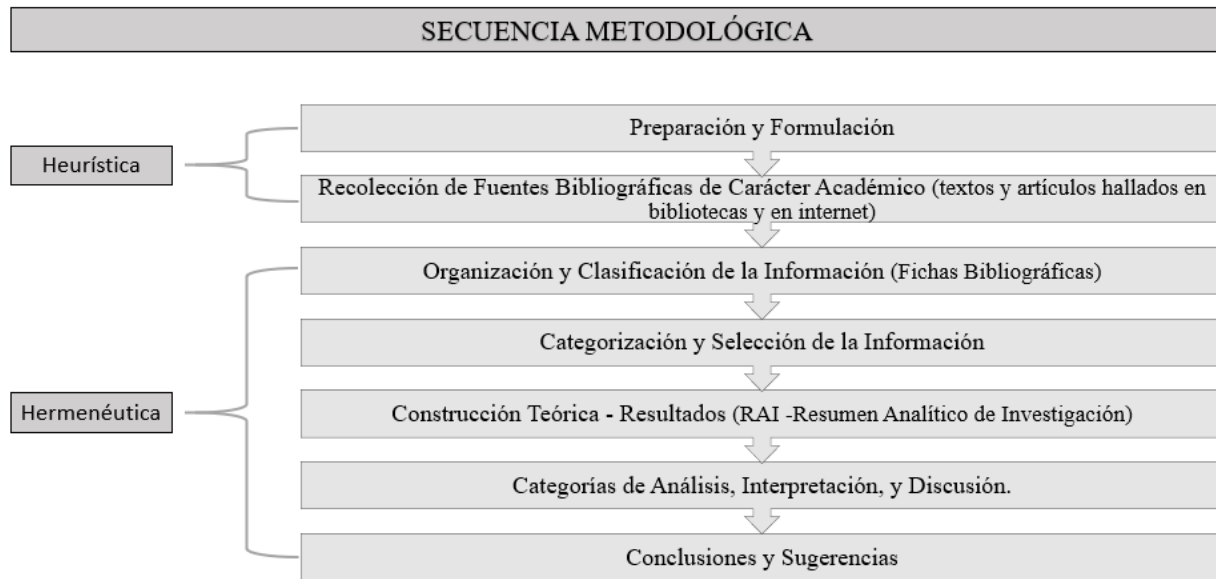 SECUENCIA METODOLÓGICA
Heurística
Preparación y Formulación
Recolección de Fuentes Bibliográficas de Carácter Académico (textos y artículos hallados en
bibliotecas y en internet)
Hermenéutica
Organización y Clasificación de la Información (Fichas Bibliográficas)
Categorización y Selección de la Información
Construcción Teórica - Resultados (RAI -Resumen Analítico de Investigación)
Categorías de Análisis, Interpretación, y Discusión.
Conclusiones y Sugerencias